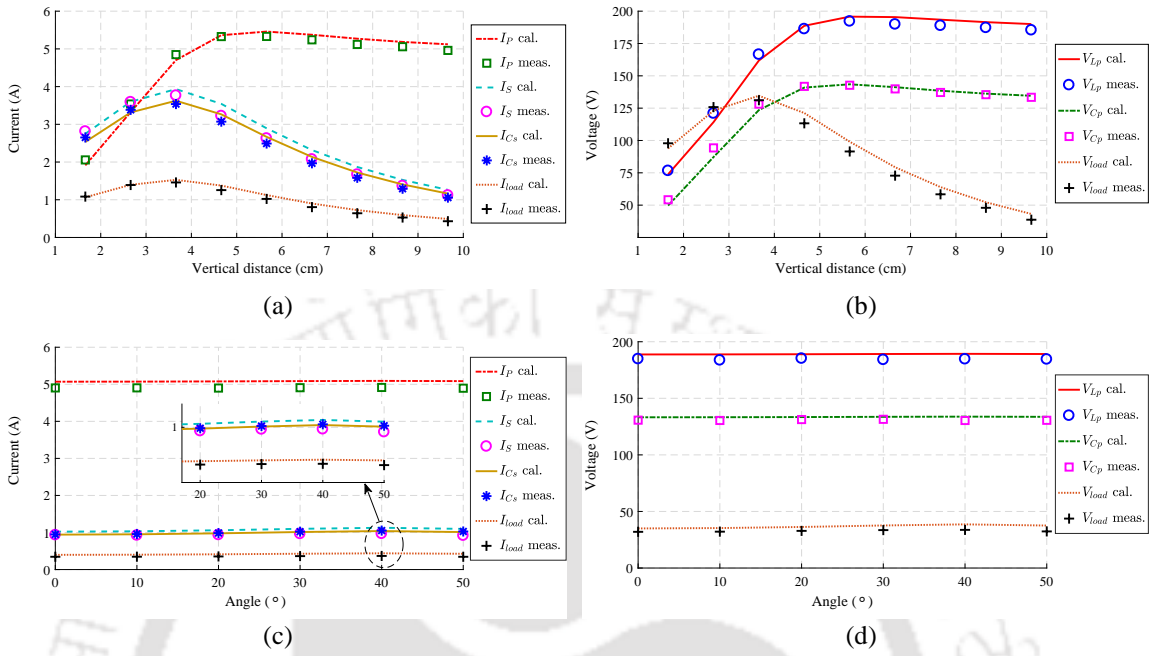 (a)
Current (A)
6
5
4
3
2
1
0
1 2 3 4 5 6 7 8 9 10
Vertical distance (cm)
I_P cal.
I_P meas.
I_S cal.
I_S meas.
I_Cs cal.
I_Cs meas.
I_load cal.
I_load meas.
(b)
Voltage (V)
200
175
150
125
100
75
50
1 2 3 4 5 6 7 8 9 10
Vertical distance (cm)
V_Lp cal.
V_Lp meas.
V_Cp cal.
V_Cp meas.
V_load cal.
V_load meas.
(c)
Current (A)
6
5
4
3
2
1
0
0 10 20 30 40 50
Angle (°)
1
20 30 40 50
I_P cal.
I_P meas.
I_S cal.
I_S meas.
I_Cs cal.
I_Cs meas.
I_load cal.
I_load meas.
(d)
Voltage (V)
200
150
100
50
0
0 10 20 30 40 50
Angle (°)
V_Lp cal.
V_Lp meas.
V_Cp cal.
V_Cp meas.
V_load cal.
V_load meas.